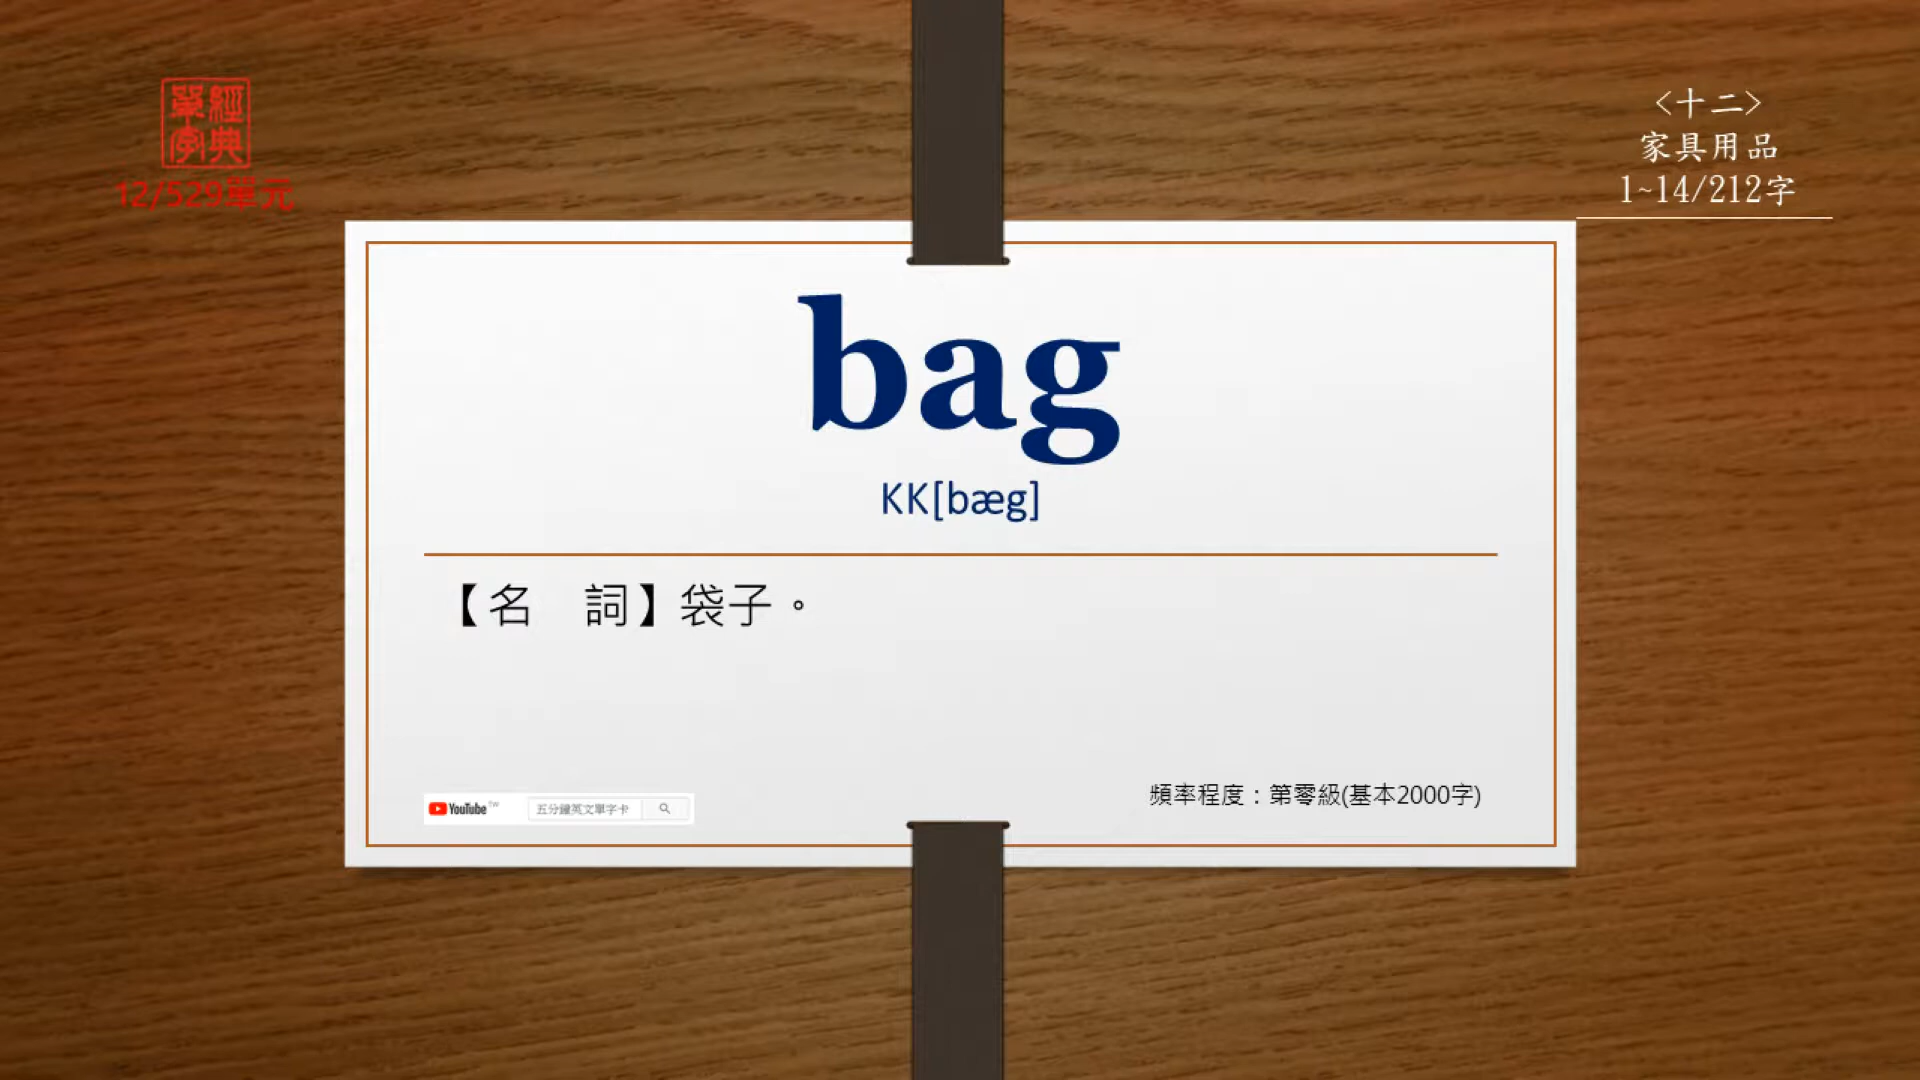 經典
單字
12/529單元
<十二>
家具用品
1~14/212字
bag
KK[bæg]
【名　詞】袋子。
YouTube TW
五分鐘英文單字卡
頻率程度：第零級(基本2000字)